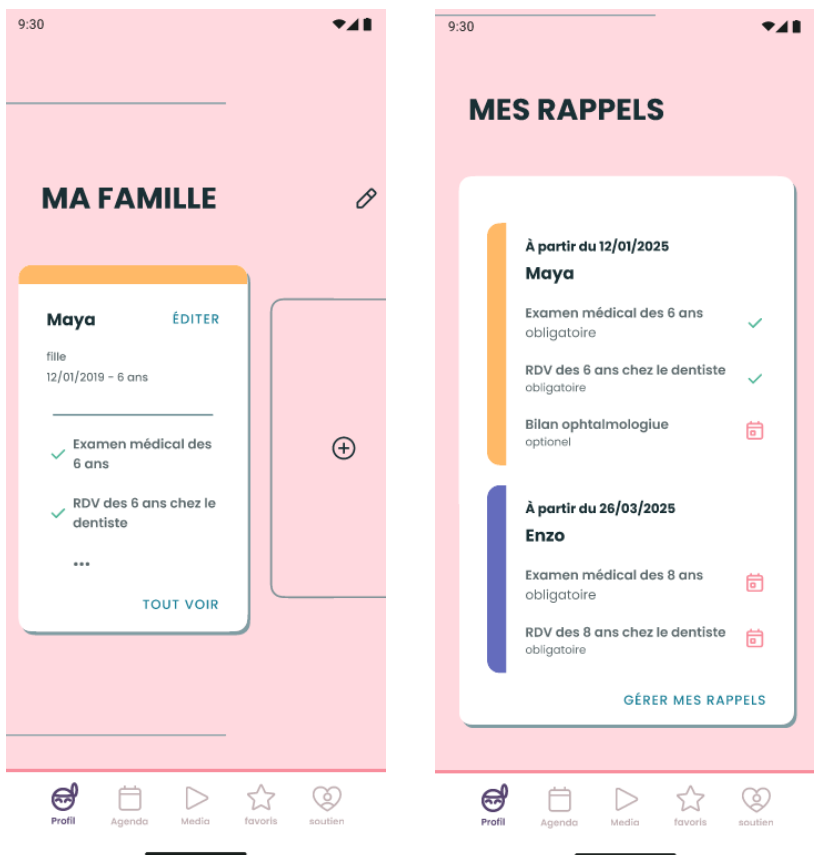 9:30
MA FAMILLE
Maya
ÉDITER
fille
12/01/2019 - 6 ans
Examen médical des
6 ans
RDV des 6 ans chez le
dentiste
...
TOUT VOIR
Profil
Agenda
Media
favoris
soutien
9:30
MES RAPPELS
À partir du 12/01/2025
Maya
Examen médical des 6 ans
obligatoire
RDV des 6 ans chez le dentiste
obligatoire
Bilan ophtalmologiue
optionel
À partir du 26/03/2025
Enzo
Examen médical des 8 ans
obligatoire
RDV des 8 ans chez le dentiste
obligatoire
GÉRER MES RAPPELS
Profil
Agenda
Media
favoris
soutien